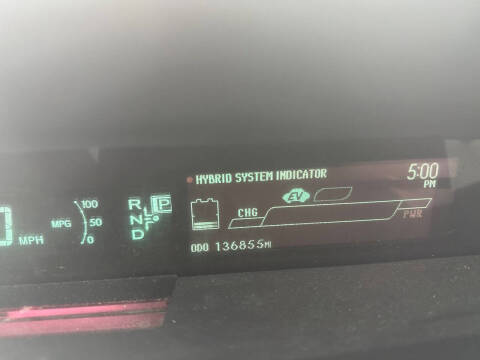 HYBRID SYSTEM INDICATOR 5:00 PM
EV
100
50
0
MPG
MPH
R
N
D
P
CHG
PWR
ODO 136855MI